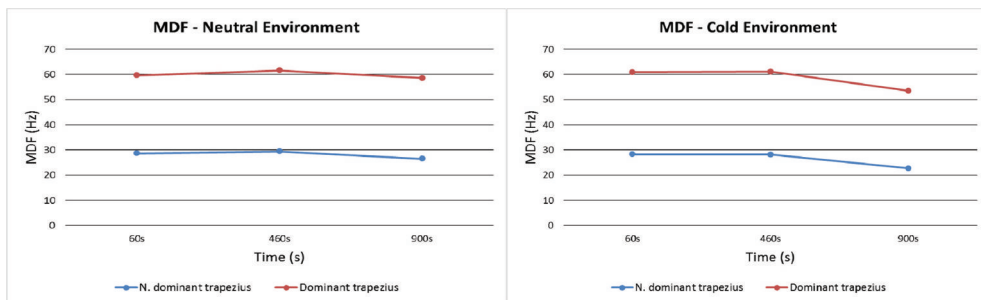 MDF - Neutral Environment
70
60
50
40
30
20
10
0
MDF (Hz)
60s
460s
900s
Time (s)
N. dominant trapezius
Dominant trapezius
MDF - Cold Environment
70
60
50
40
30
20
10
0
MDF (Hz)
60s
460s
900s
Time (s)
N. dominant trapezius
Dominant trapezius